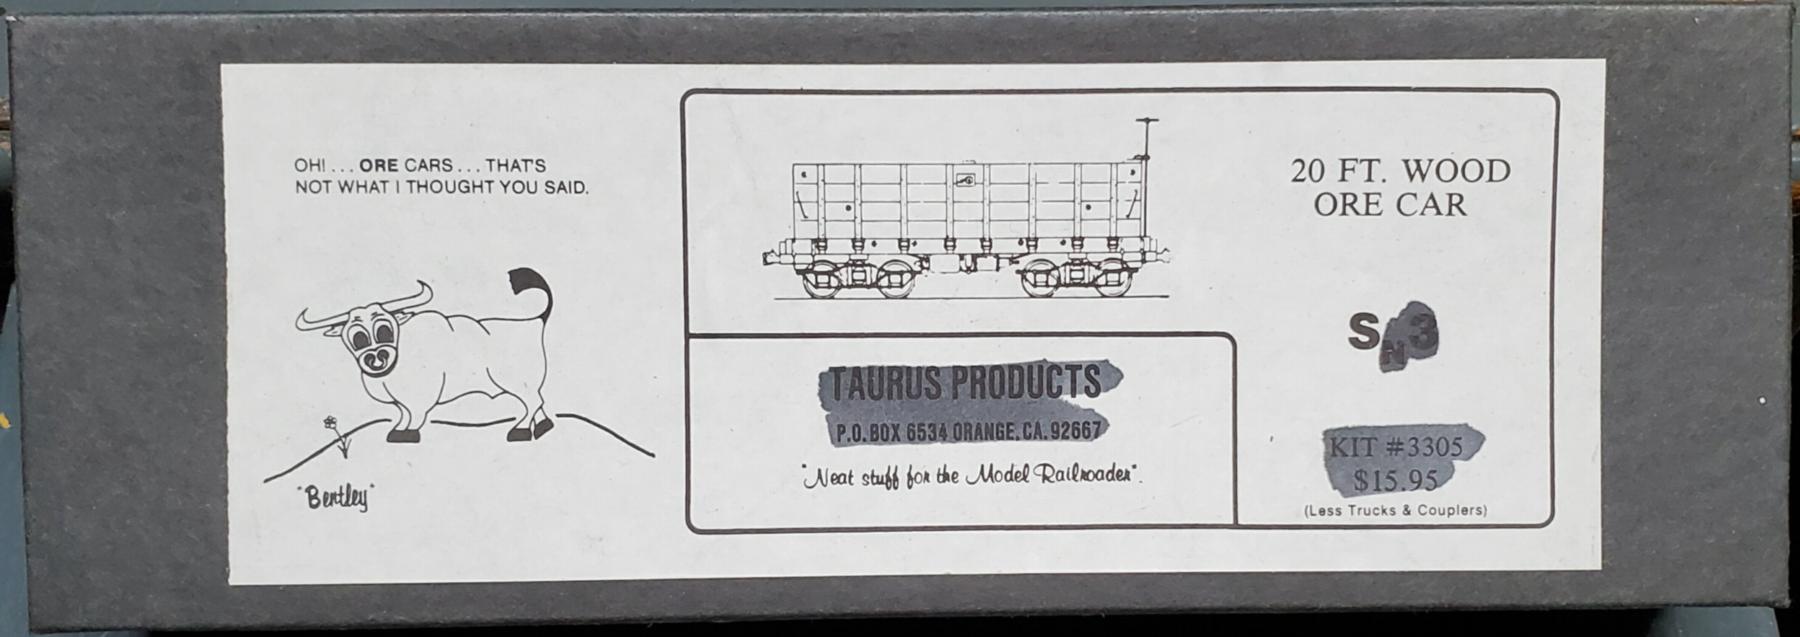 OH! . . . ORE CARS . . . THAT'S
NOT WHAT I THOUGHT YOU SAID.
"Bentley"
20 FT. WOOD
ORE CAR
SN3
TAURUS PRODUCTS
P.O. BOX 6534 ORANGE, CA. 92667
"Neat stuff for the Model Railroader".
KIT #3305
$15.95
(Less Trucks & Couplers)